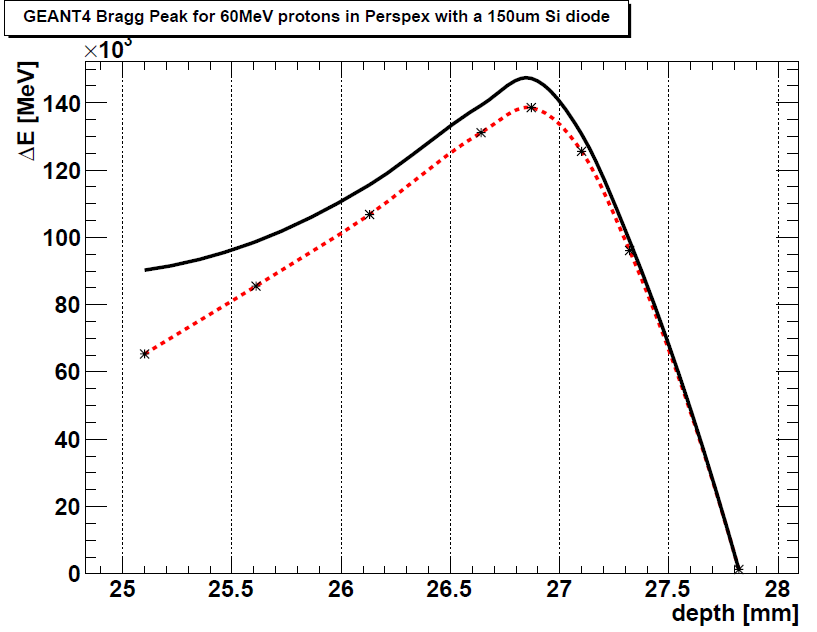 GEANT4 Bragg Peak for 60MeV protons in Perspex with a 150um Si diode
×10³
ΔE [MeV]
140
120
100
80
60
40
20
0
25 25.5 26 26.5 27 27.5 28
depth [mm]